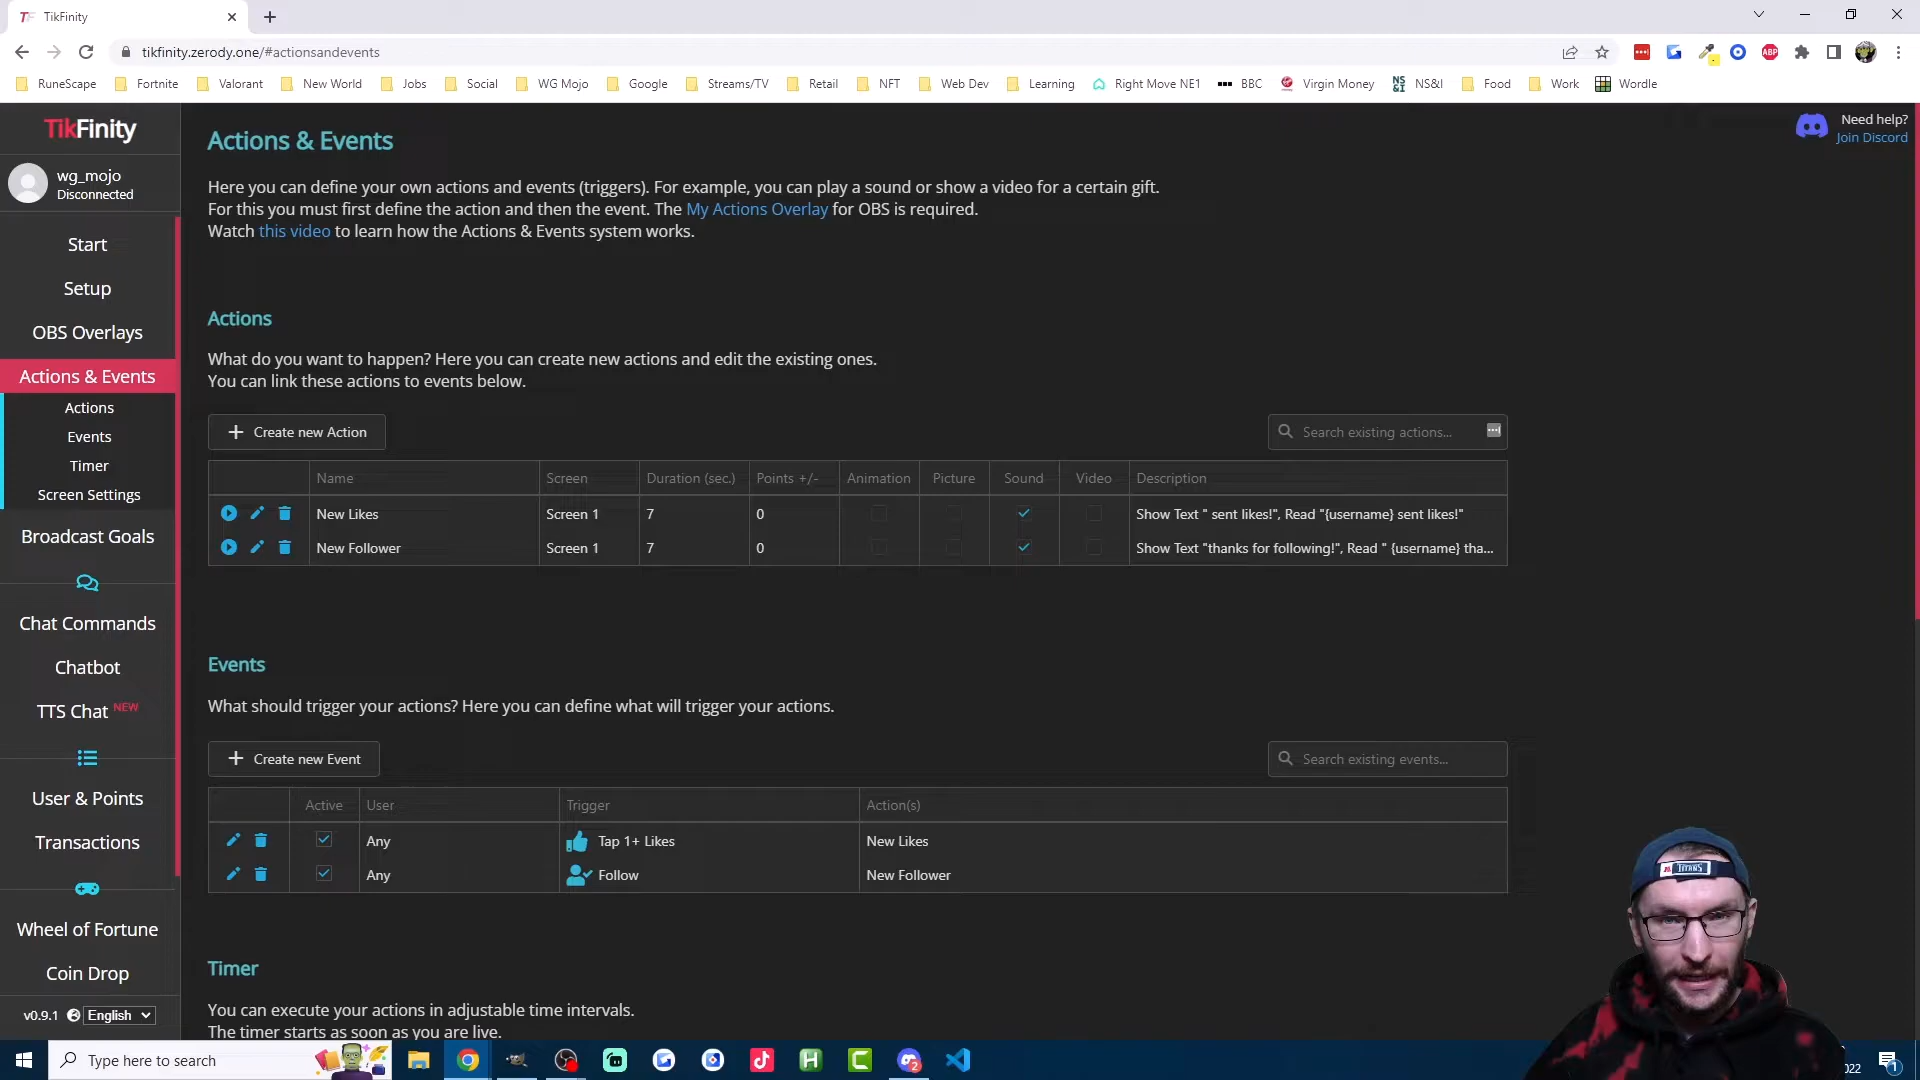 TikFinity
tikfinity.zerody.one/#actionsandevents
RuneScape Fortnite Valorant New World Jobs Social WG Mojo Google Streams/TV Retail NFT Web Dev Learning Right Move NE1 BBC Virgin Money NS&I Food Work Wordle
ABP
TikFinity
wg_mojo
Disconnected
Start
Setup
OBS Overlays
Actions & Events
Actions
Events
Timer
Screen Settings
Broadcast Goals
Chat Commands
Chatbot
TTS Chat NEW
User & Points
Transactions
Wheel of Fortune
Coin Drop
v0.9.1 English
Need help?
Join Discord
Actions & Events
Here you can define your own actions and events (triggers). For example, you can play a sound or show a video for a certain gift.
For this you must first define the action and then the event. The My Actions Overlay for OBS is required.
Watch this video to learn how the Actions & Events system works.
Actions
What do you want to happen? Here you can create new actions and edit the existing ones.
You can link these actions to events below.
+ Create new Action
Search existing actions...
Name Screen Duration (sec.) Points +/- Animation Picture Sound Video Description
New Likes Screen 1 7 0 Show Text " sent likes!", Read "{username} sent likes!"
New Follower Screen 1 7 0 Show Text "thanks for following!", Read " {username} tha...
Events
What should trigger your actions? Here you can define what will trigger your actions.
+ Create new Event
Search existing events...
Active User Trigger Action(s)
Any Tap 1+ Likes New Likes
Any Follow New Follower
Timer
You can execute your actions in adjustable time intervals.
The timer starts as soon as you are live.
TITANS
Type here to search
2
022
1